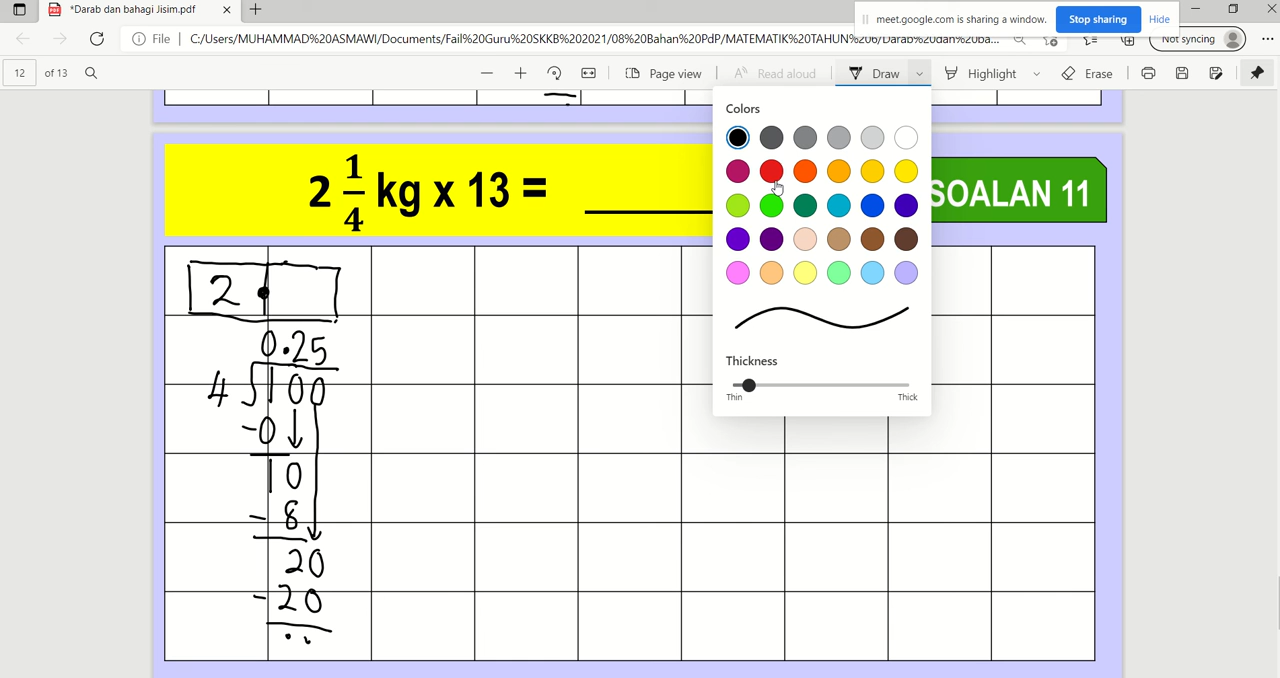 *Darab dan bahagi Jisim.pdf
meet.google.com is sharing a window. Stop sharing Hide
File C:/Users/MUHAMMAD%20ASMAWI/Documents/Fail%20Guru%20SKKB%202021/08%20Bahan%20PdP/MATEMATIK%20TAHUN%206/Darab%20dan%20ba... Not syncing
12 of 13 Page view Read aloud Draw Highlight Erase
Colors
Thickness
Thin Thick
2 1/4 kg x 13 = ________
SOALAN 11
2 .
0.25
4 100
-0
10
-8
20
-20